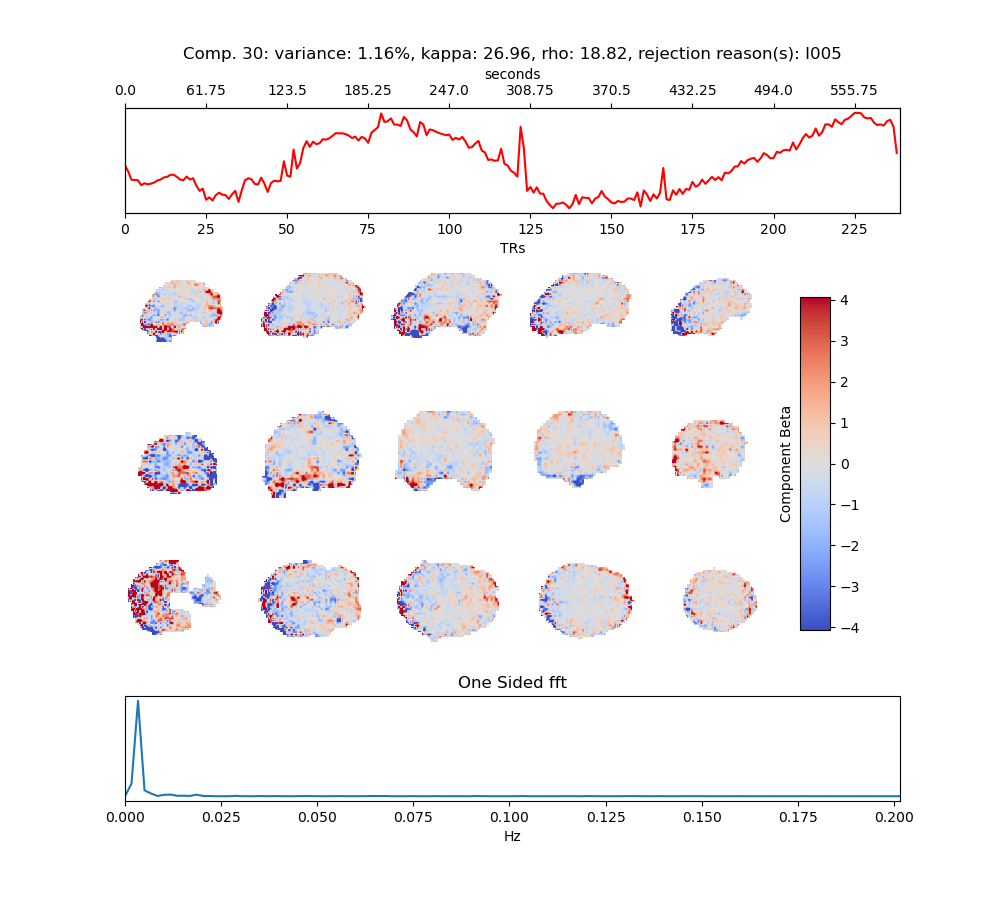 Comp. 30: variance: 1.16%, kappa: 26.96, rho: 18.82, rejection reason(s): I005
seconds
0.0 61.75 123.5 185.25 247.0 308.75 370.5 432.25 494.0 555.75
0 25 50 75 100 125 150 175 200 225
TRs
4
3
2
1
0
−1
−2
−3
−4
Component Beta
One Sided fft
0.000 0.025 0.050 0.075 0.100 0.125 0.150 0.175 0.200
Hz